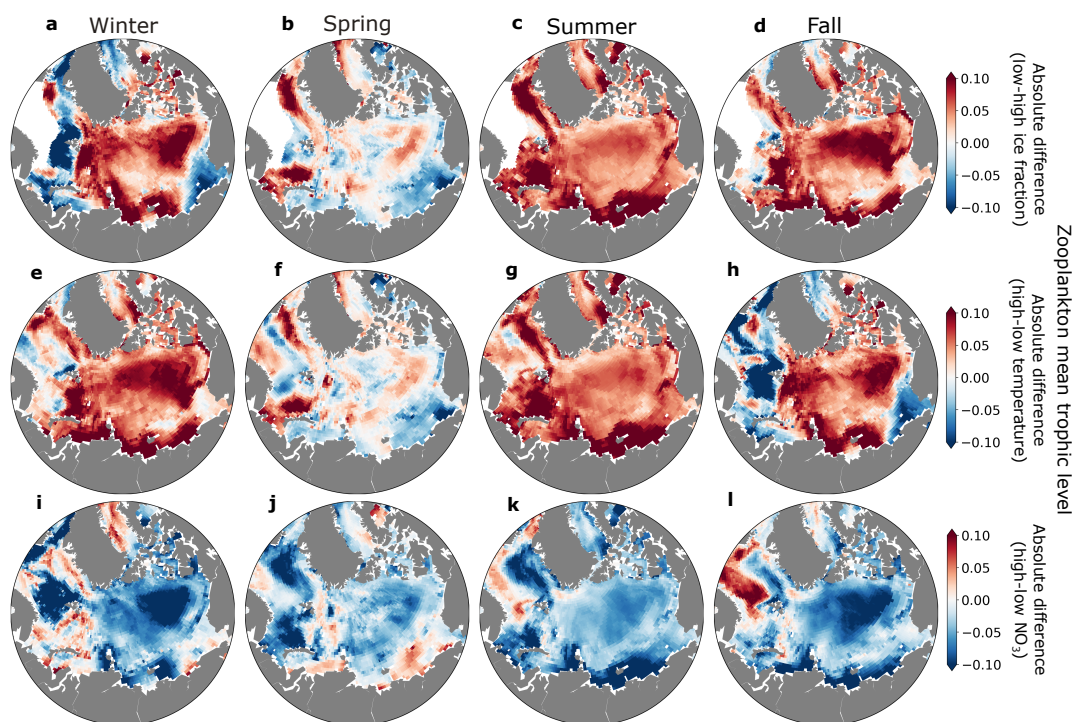 a Winter
b Spring
c Summer
d Fall
0.10
0.05
0.00
−0.05
−0.10
Absolute difference
(low–high ice fraction)
e
f
g
h
0.10
0.05
0.00
−0.05
−0.10
Absolute difference
(high–low temperature)
Zooplankton mean trophic level
i
j
k
l
0.10
0.05
0.00
−0.05
−0.10
Absolute difference
(high–low NO₃)